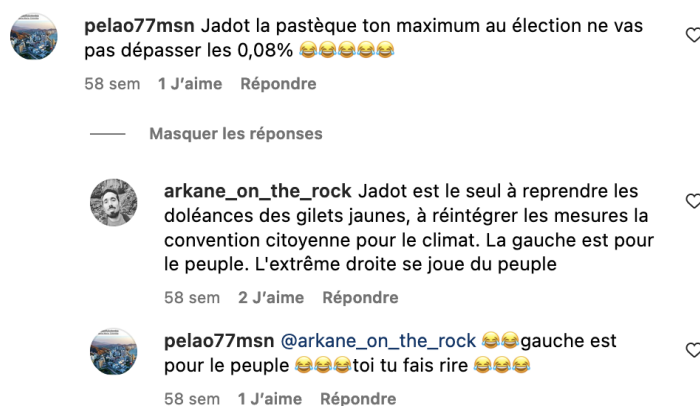 pelao77msn Jadot la pastèque ton maximum au élection ne vas
pas dépasser les 0,08% 😂😂😂😂😂
58 sem 1 J’aime Répondre
Masquer les réponses
arkane_on_the_rock Jadot est le seul à reprendre les
doléances des gilets jaunes, à réintégrer les mesures la
convention citoyenne pour le climat. La gauche est pour
le peuple. L'extrême droite se joue du peuple
58 sem 2 J’aime Répondre
pelao77msn @arkane_on_the_rock 😂😂gauche est
pour le peuple 😂😂😂toi tu fais rire 😂😂😂
58 sem 1 J’aime Répondre